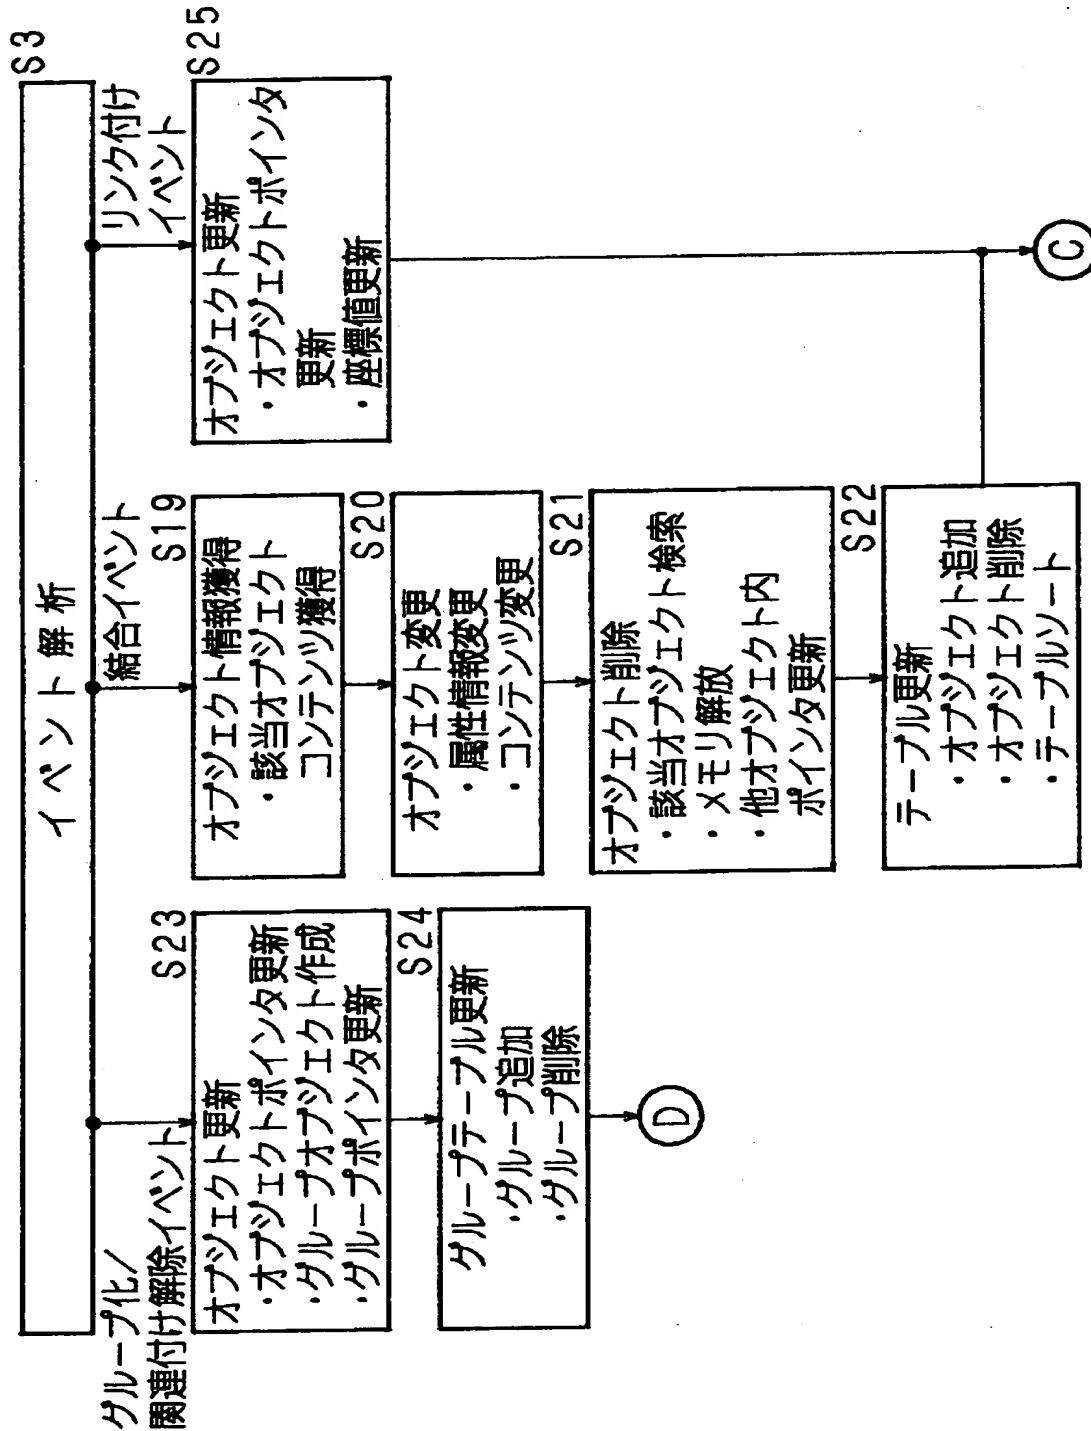 イベント解析
S3
グループ化／
関連付け解除イベント
S23
オブジェクト更新
・オブジェクトポインタ更新
・グループオブジェクト作成
・グループポインタ更新
S24
グループテーブル更新
・グループ追加
・グループ削除
D
結合イベント
S19
オブジェクト情報獲得
・該当オブジェクト
コンテンツ獲得
S20
オブジェクト変更
・属性情報変更
・コンテンツ変更
S21
オブジェクト削除
・該当オブジェクト検索
・メモリ解放
・他オブジェクト内
ポインタ更新
S22
テーブル更新
・オブジェクト追加
・オブジェクト削除
・テーブルソート
リンク付け
イベント
S25
オブジェクト更新
・オブジェクトポインタ
更新
・座標値更新
C